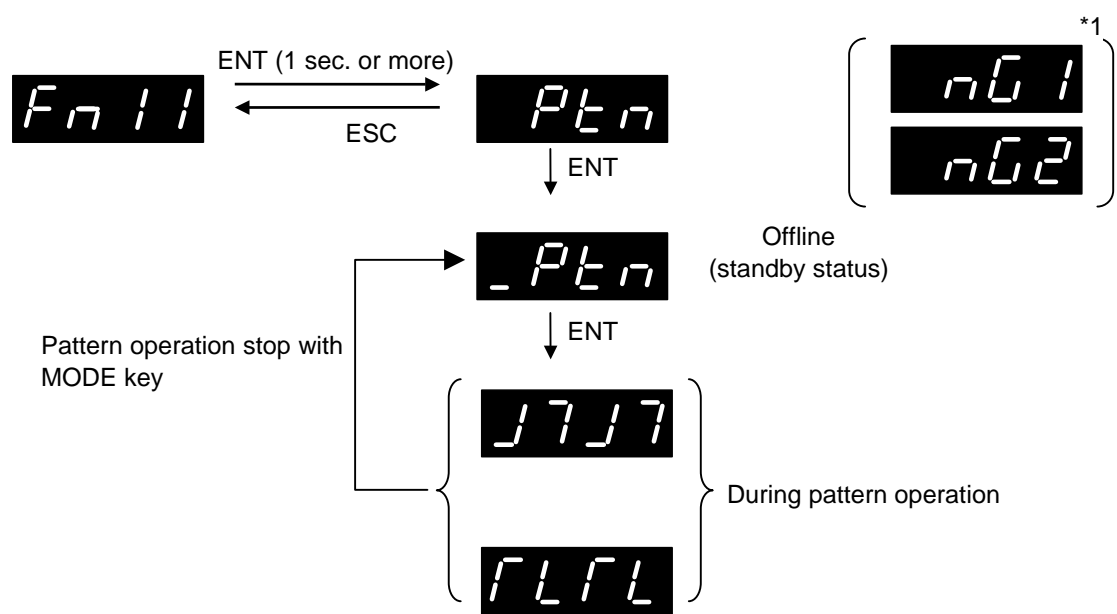 *1
ENT (1 sec. or more)
Fn11
Ptn
nG1
ESC
nG2
ENT
Offline
(standby status)
_Ptn
ENT
Pattern operation stop with
MODE key
During pattern operation